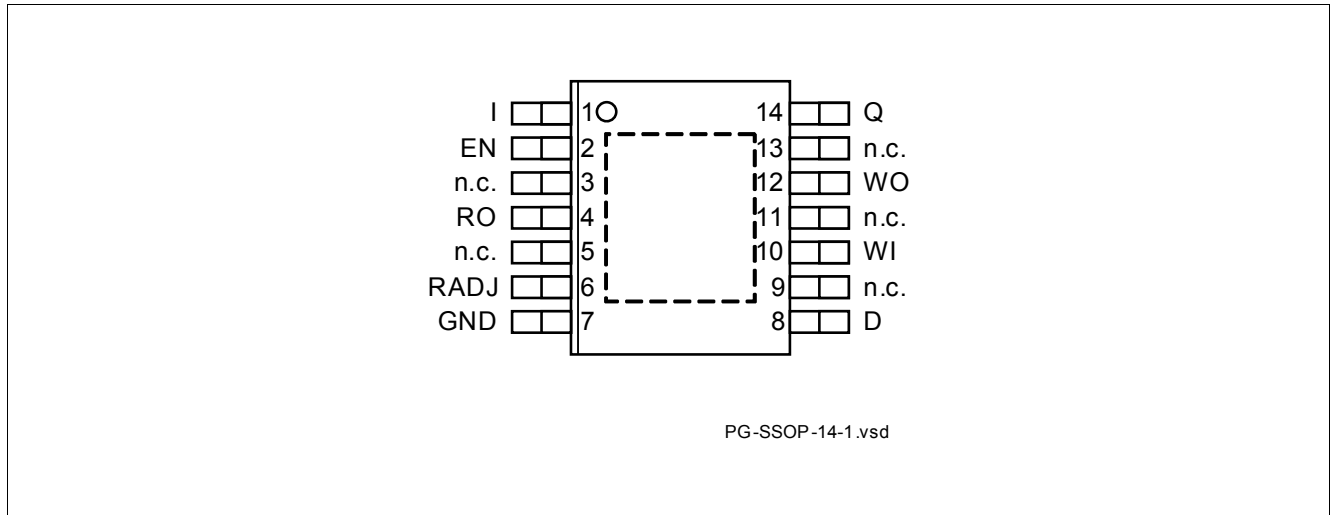 I 1 14 Q
EN 2 13 n.c.
n.c. 3 12 WO
RO 4 11 n.c.
n.c. 5 10 WI
RADJ 6 9 n.c.
GND 7 8 D
PG-SSOP-14-1.vsd